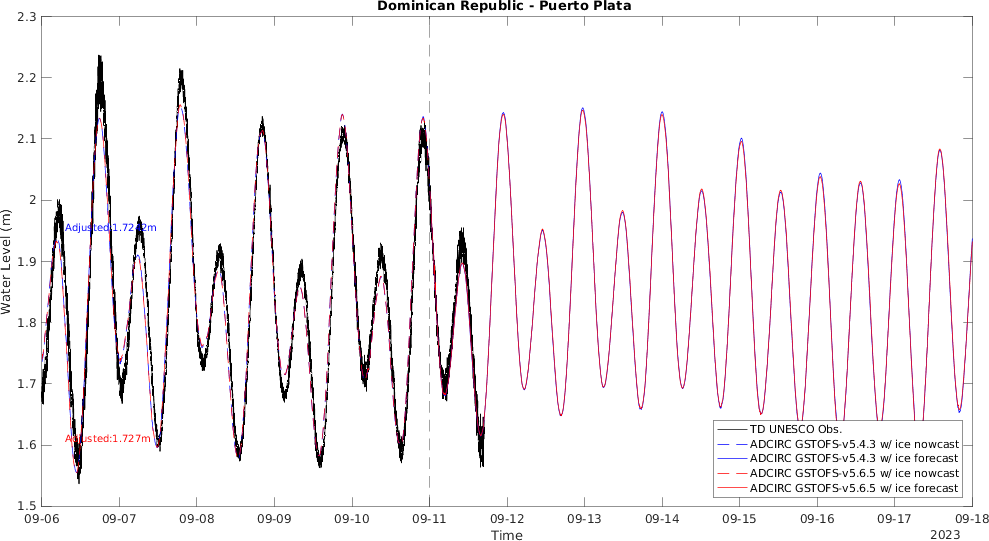 Dominican Republic - Puerto Plata
2.3
2.2
2.1
2
1.9
1.8
1.7
1.6
1.5
Water Level (m)
Adjusted:1.7242m
Adjusted:1.727m
TD UNESCO Obs.
ADCIRC GSTOFS-v5.4.3 w/ ice nowcast
ADCIRC GSTOFS-v5.4.3 w/ ice forecast
ADCIRC GSTOFS-v5.6.5 w/ ice nowcast
ADCIRC GSTOFS-v5.6.5 w/ ice forecast
09-06 09-07 09-08 09-09 09-10 09-11 09-12 09-13 09-14 09-15 09-16 09-17 09-18
Time
2023